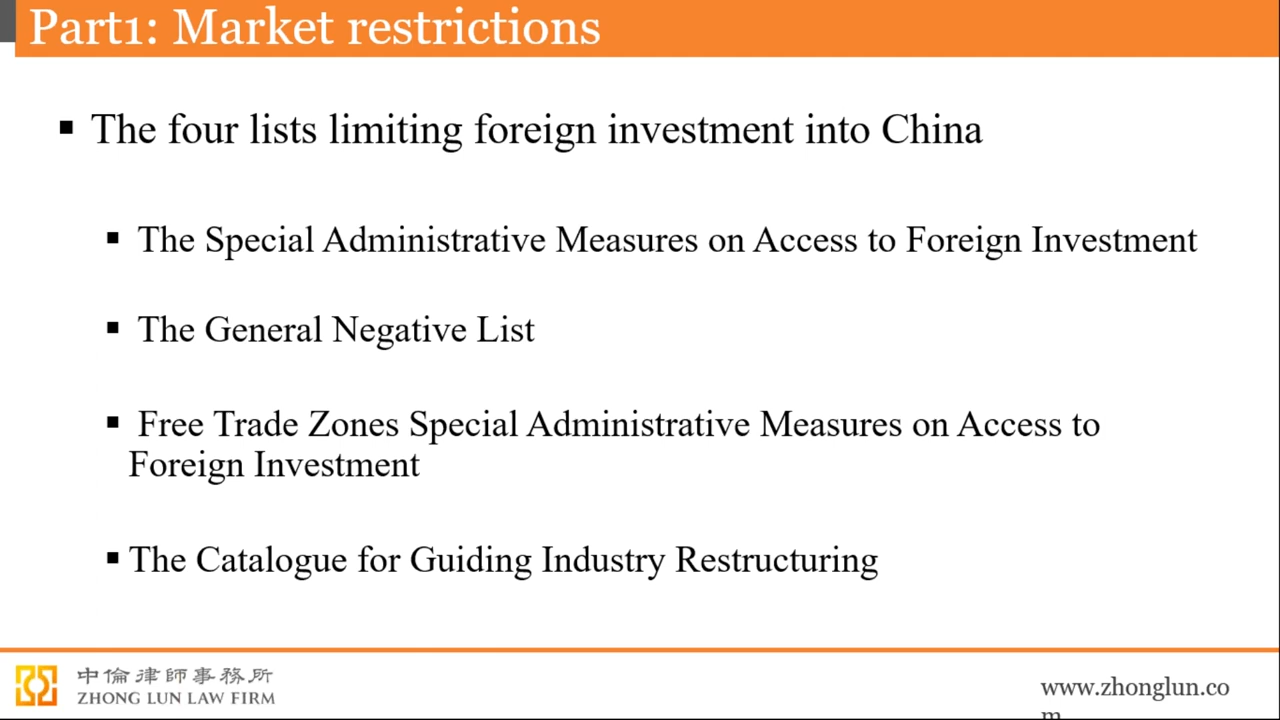 Part1: Market restrictions
▪ The four lists limiting foreign investment into China
▪ The Special Administrative Measures on Access to Foreign Investment
▪ The General Negative List
▪ Free Trade Zones Special Administrative Measures on Access to
Foreign Investment
▪ The Catalogue for Guiding Industry Restructuring
中倫律師事務所
ZHONG LUN LAW FIRM
www.zhonglun.co
m